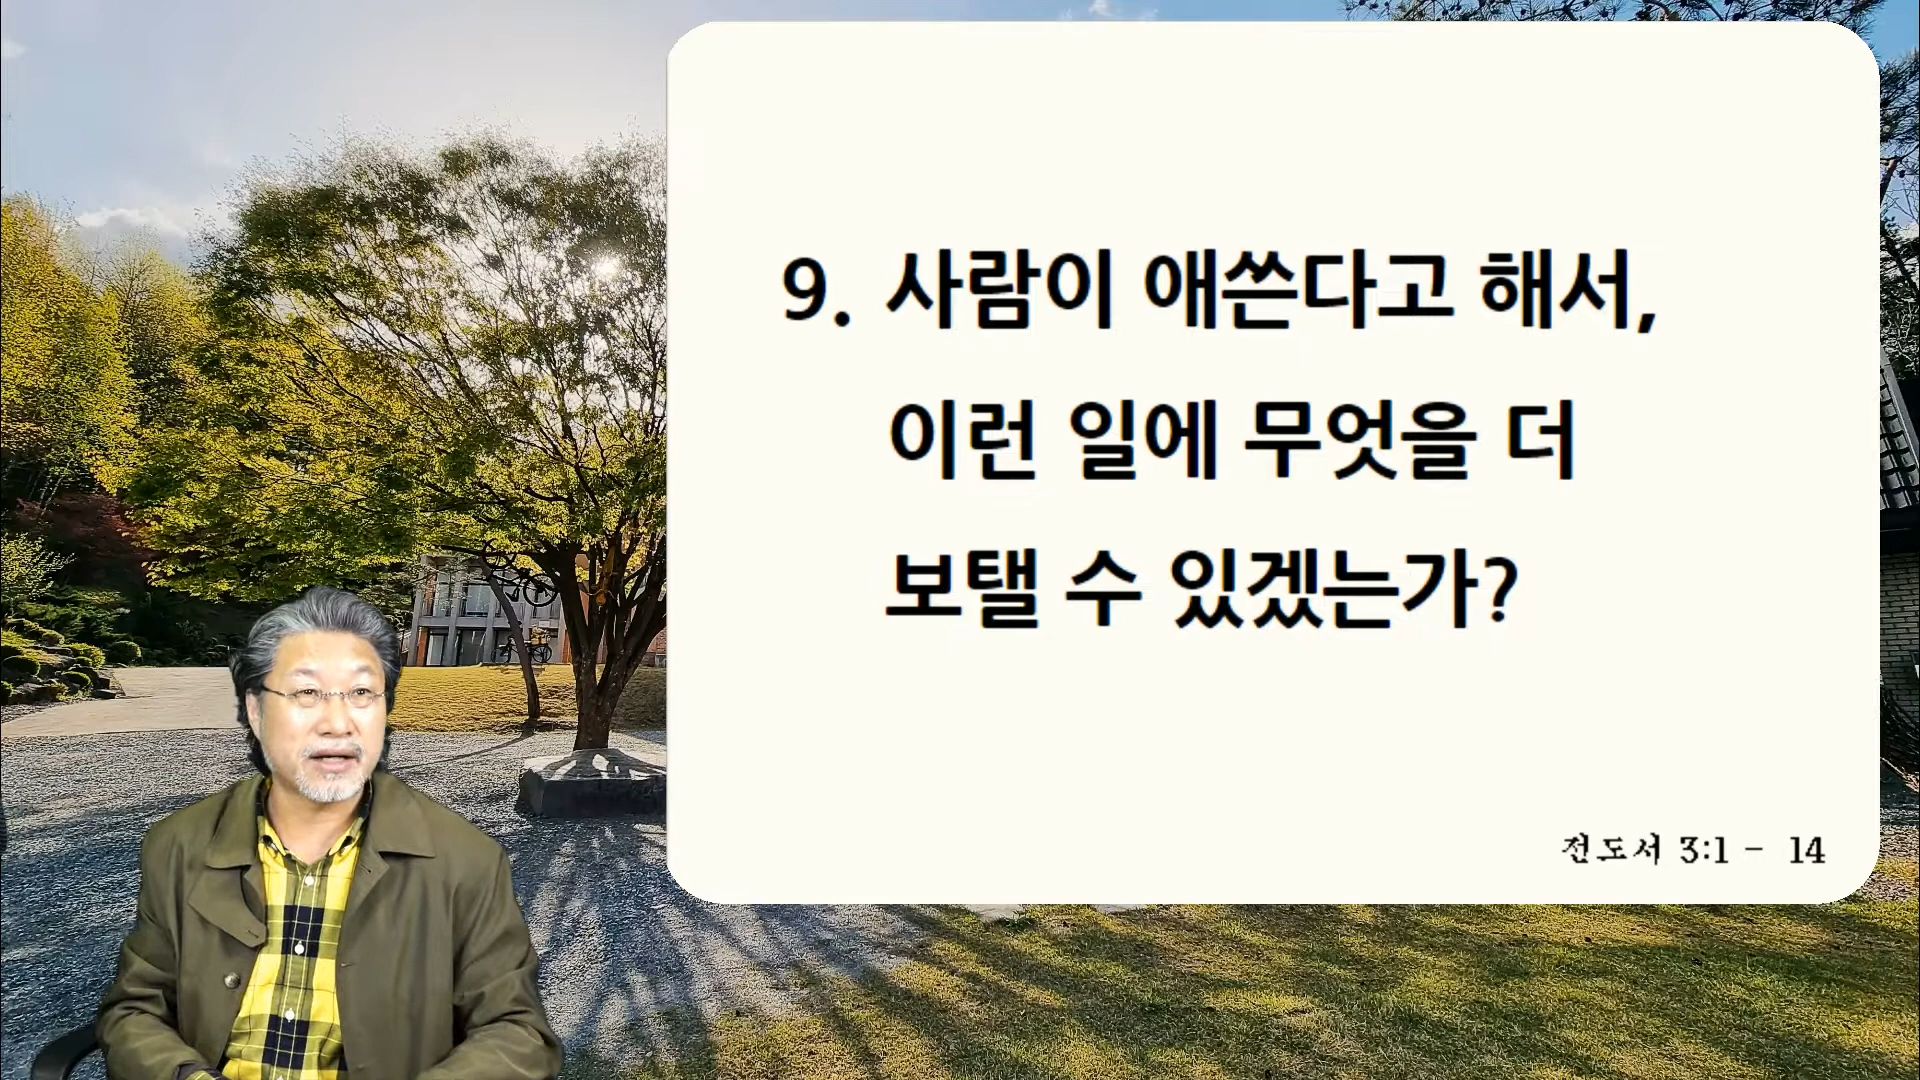 9. 사람이 애쓴다고 해서,
이런 일에 무엇을 더
보탤 수 있겠는가?
전도서 3:1 - 14